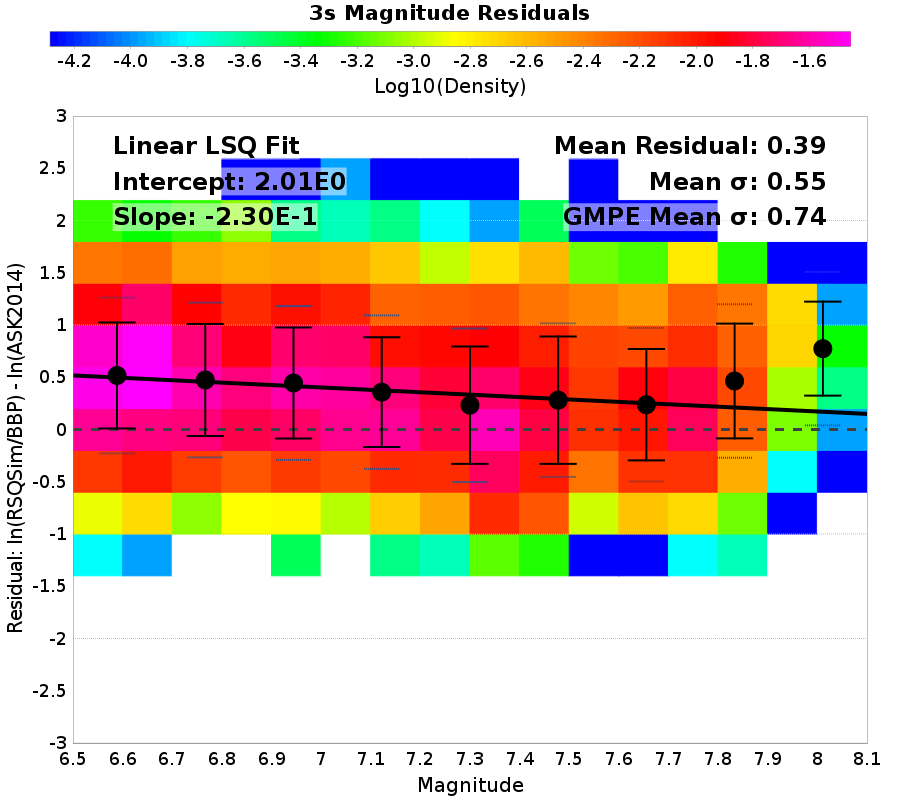 3s Magnitude Residuals
-4.2 -4.0 -3.8 -3.6 -3.4 -3.2 -3.0 -2.8 -2.6 -2.4 -2.2 -2.0 -1.8 -1.6
Log10(Density)
Linear LSQ Fit
Intercept: 2.01E0
Slope: -2.30E-1
Mean Residual: 0.39
Mean σ: 0.55
GMPE Mean σ: 0.74
Residual: ln(RSQSim/BBP) - ln(ASK2014)
3
2.5
2
1.5
1
0.5
0
-0.5
-1
-1.5
-2
-2.5
-3
6.5 6.6 6.7 6.8 6.9 7 7.1 7.2 7.3 7.4 7.5 7.6 7.7 7.8 7.9 8 8.1
Magnitude